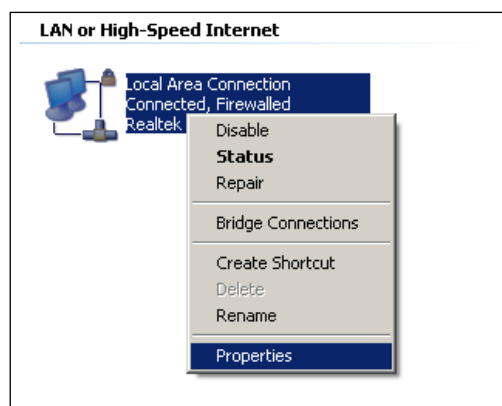 LAN or High-Speed Internet
Local Area Connection
Connected, Firewalled
Realtek
Disable
Status
Repair
Bridge Connections
Create Shortcut
Delete
Rename
Properties